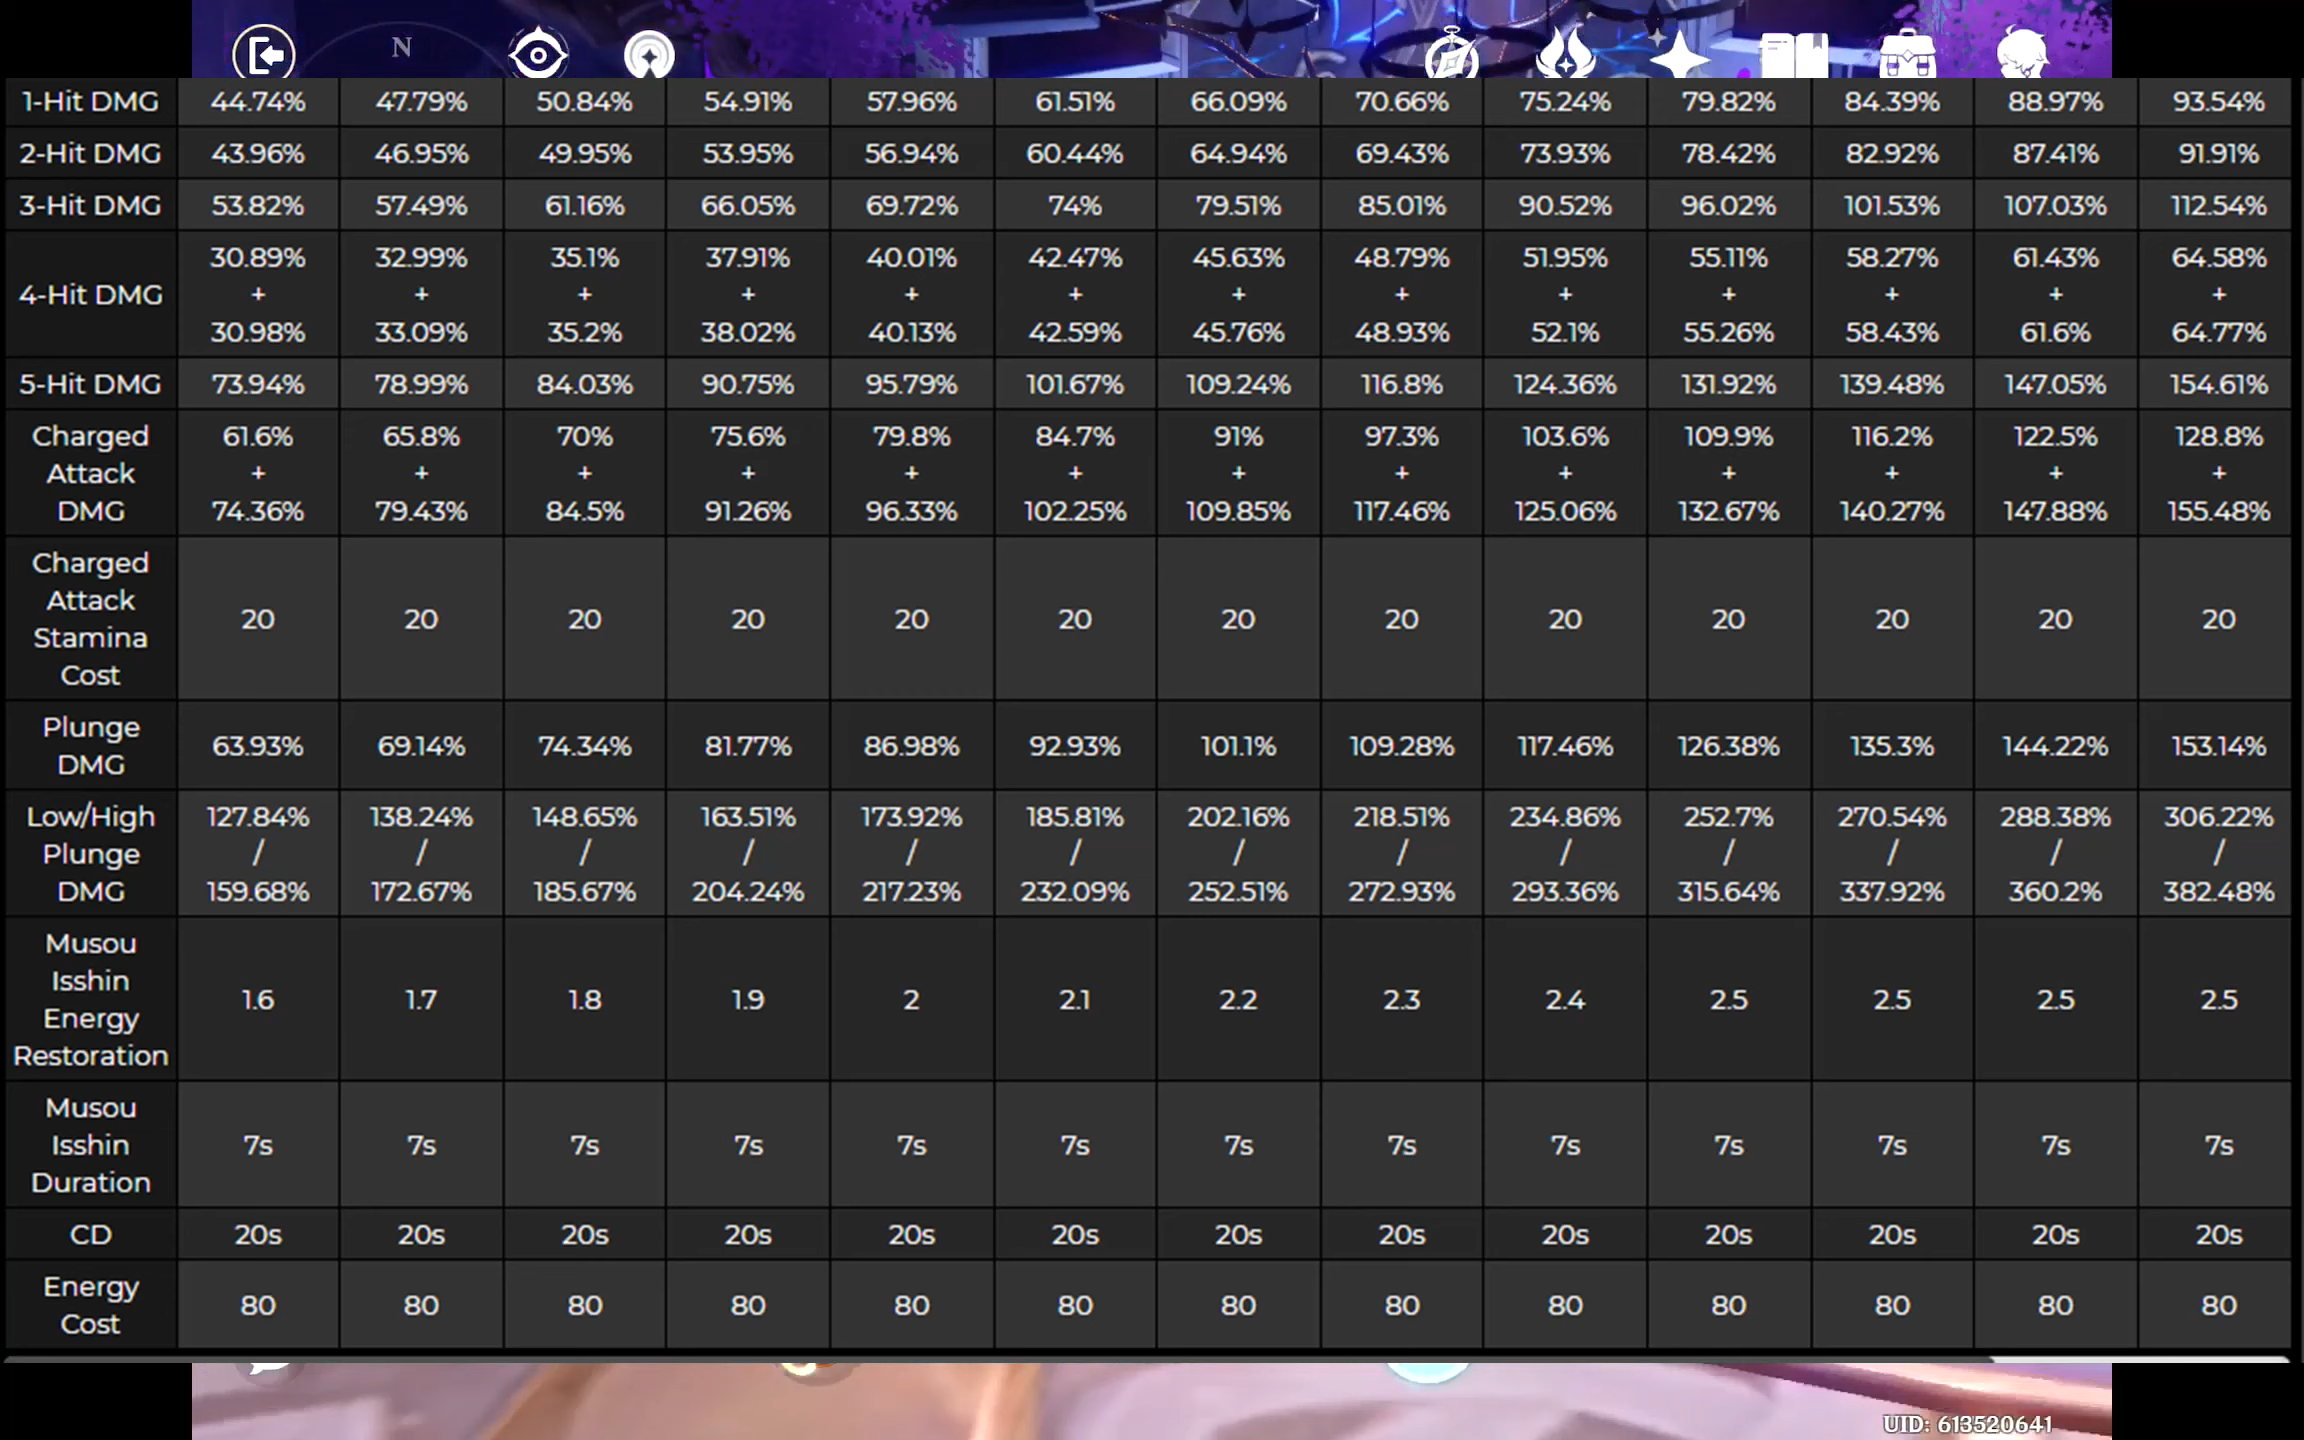 N
1-Hit DMG 44.74% 47.79% 50.84% 54.91% 57.96% 61.51% 66.09% 70.66% 75.24% 79.82% 84.39% 88.97% 93.54%
2-Hit DMG 43.96% 46.95% 49.95% 53.95% 56.94% 60.44% 64.94% 69.43% 73.93% 78.42% 82.92% 87.41% 91.91%
3-Hit DMG 53.82% 57.49% 61.16% 66.05% 69.72% 74% 79.51% 85.01% 90.52% 96.02% 101.53% 107.03% 112.54%
30.89% 32.99% 35.1% 37.91% 40.01% 42.47% 45.63% 48.79% 51.95% 55.11% 58.27% 61.43% 64.58%
4-Hit DMG + + + + + + + + + + + + +
30.98% 33.09% 35.2% 38.02% 40.13% 42.59% 45.76% 48.93% 52.1% 55.26% 58.43% 61.6% 64.77%
5-Hit DMG 73.94% 78.99% 84.03% 90.75% 95.79% 101.67% 109.24% 116.8% 124.36% 131.92% 139.48% 147.05% 154.61%
Charged 61.6% 65.8% 70% 75.6% 79.8% 84.7% 91% 97.3% 103.6% 109.9% 116.2% 122.5% 128.8%
Attack + + + + + + + + + + + + +
DMG 74.36% 79.43% 84.5% 91.26% 96.33% 102.25% 109.85% 117.46% 125.06% 132.67% 140.27% 147.88% 155.48%
Charged
Attack
Stamina
Cost
20 20 20 20 20 20 20 20 20 20 20 20 20
Plunge
DMG
63.93% 69.14% 74.34% 81.77% 86.98% 92.93% 101.1% 109.28% 117.46% 126.38% 135.3% 144.22% 153.14%
Low/High 127.84% 138.24% 148.65% 163.51% 173.92% 185.81% 202.16% 218.51% 234.86% 252.7% 270.54% 288.38% 306.22%
Plunge / / / / / / / / / / / / /
DMG 159.68% 172.67% 185.67% 204.24% 217.23% 232.09% 252.51% 272.93% 293.36% 315.64% 337.92% 360.2% 382.48%
Musou
Isshin
Energy
Restoration
1.6 1.7 1.8 1.9 2 2.1 2.2 2.3 2.4 2.5 2.5 2.5 2.5
Musou
Isshin 7s 7s 7s 7s 7s 7s 7s 7s 7s 7s 7s 7s 7s
Duration
CD 20s 20s 20s 20s 20s 20s 20s 20s 20s 20s 20s 20s 20s
Energy
Cost
80 80 80 80 80 80 80 80 80 80 80 80 80
UID: 613520641